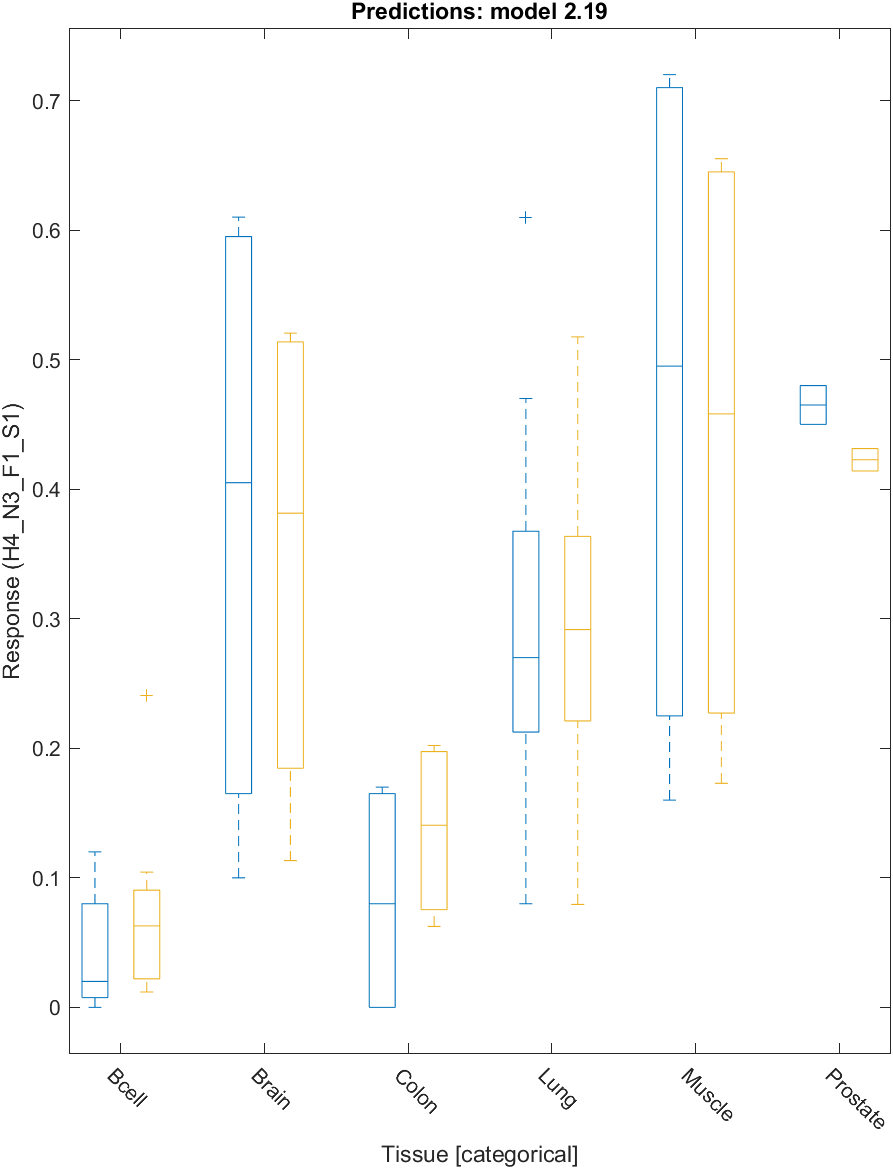 Predictions: model 2.19
Response (H4_N3_F1_S1)
0.7
0.6
0.5
0.4
0.3
0.2
0.1
0
Bcell
Brain
Colon
Lung
Muscle
Prostate
Tissue [categorical]